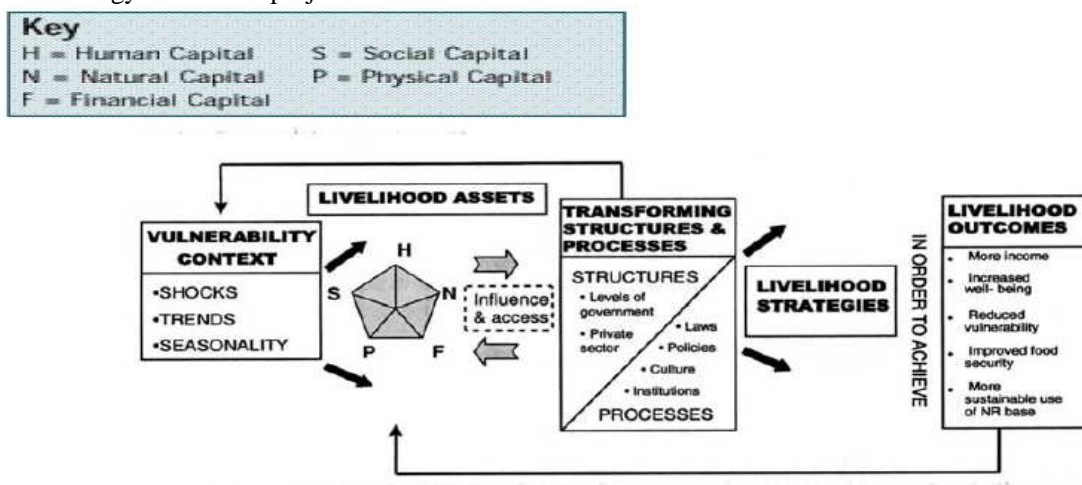 Key
H = Human Capital S = Social Capital
N = Natural Capital P = Physical Capital
F = Financial Capital
LIVELIHOOD ASSETS
VULNERABILITY
CONTEXT
•SHOCKS
•TRENDS
•SEASONALITY
H
S
N
P
F
Influence
& access
TRANSFORMING
STRUCTURES &
PROCESSES
STRUCTURES
• Levels of
government
• Private
sector
• Laws
• Policies
• Culture
• Institutions
PROCESSES
LIVELIHOOD
STRATEGIES
IN ORDER TO ACHIEVE
LIVELIHOOD
OUTCOMES
• More income
• Increased
well- being
• Reduced
vulnerability
• Improved food
security
• More
sustainable use
of NR base